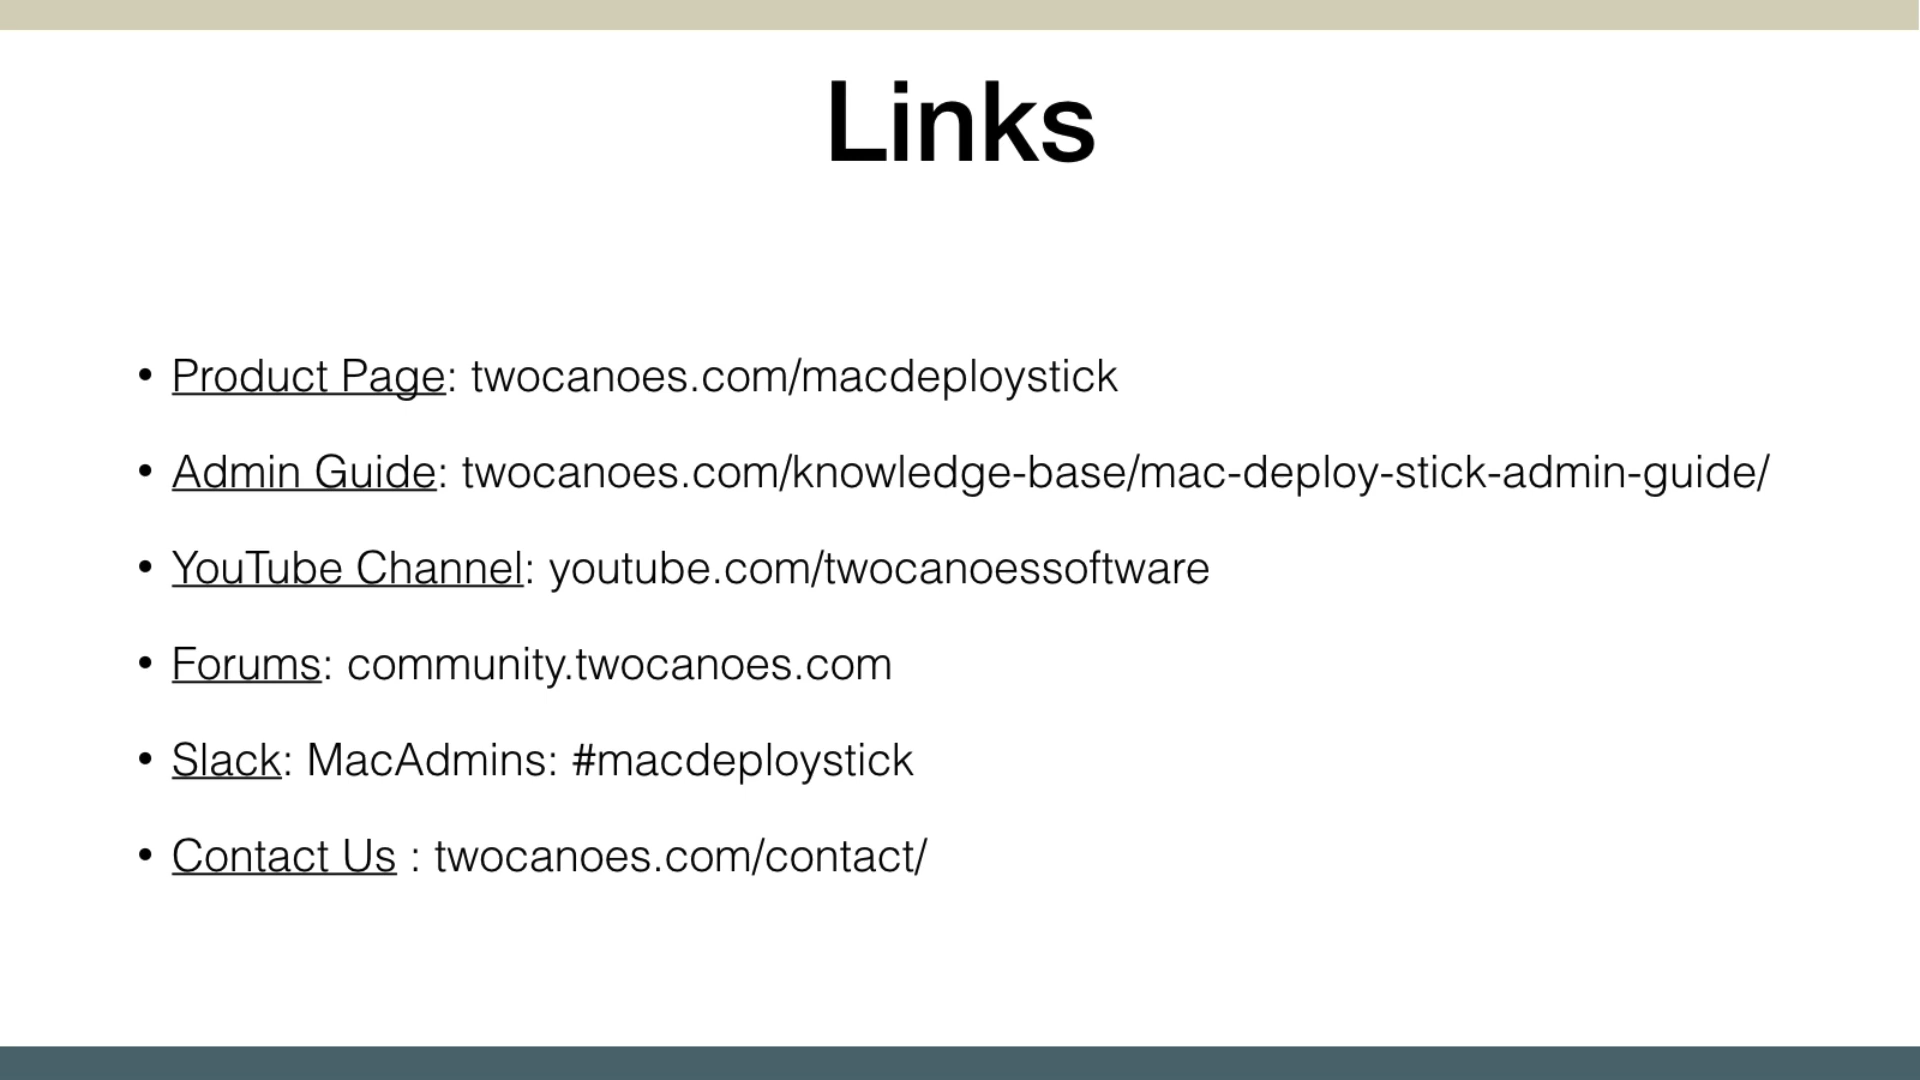 Links
• Product Page: twocanoes.com/macdeploystick
• Admin Guide: twocanoes.com/knowledge-base/mac-deploy-stick-admin-guide/
• YouTube Channel: youtube.com/twocanoessoftware
• Forums: community.twocanoes.com
• Slack: MacAdmins: #macdeploystick
• Contact Us : twocanoes.com/contact/